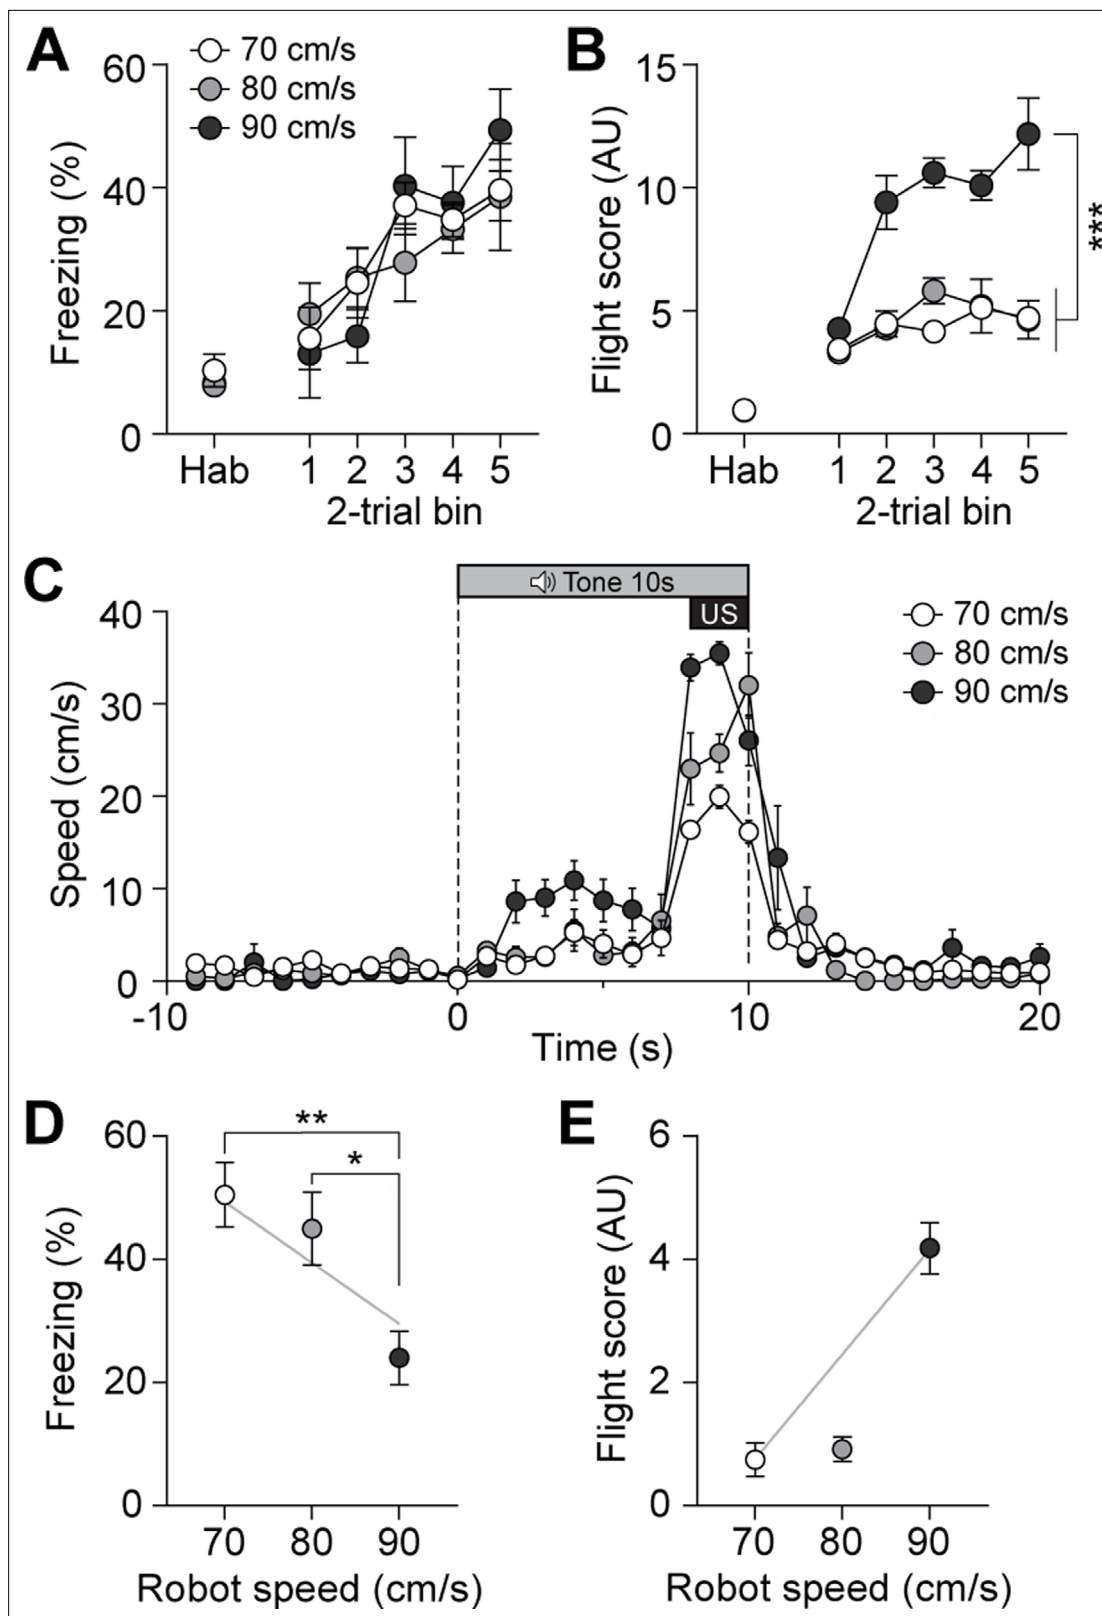 A
70 cm/s
80 cm/s
90 cm/s
Freezing (%)
60
40
20
0
Hab
1 2 3 4 5
2-trial bin
B
Flight score (AU)
15
10
5
0
***
Hab
1 2 3 4 5
2-trial bin
C
Tone 10s
US
70 cm/s
80 cm/s
90 cm/s
Speed (cm/s)
40
30
20
10
0
-10 0 10 20
Time (s)
D
**
*
Freezing (%)
60
40
20
0
70 80 90
Robot speed (cm/s)
E
Flight score (AU)
6
4
2
0
70 80 90
Robot speed (cm/s)